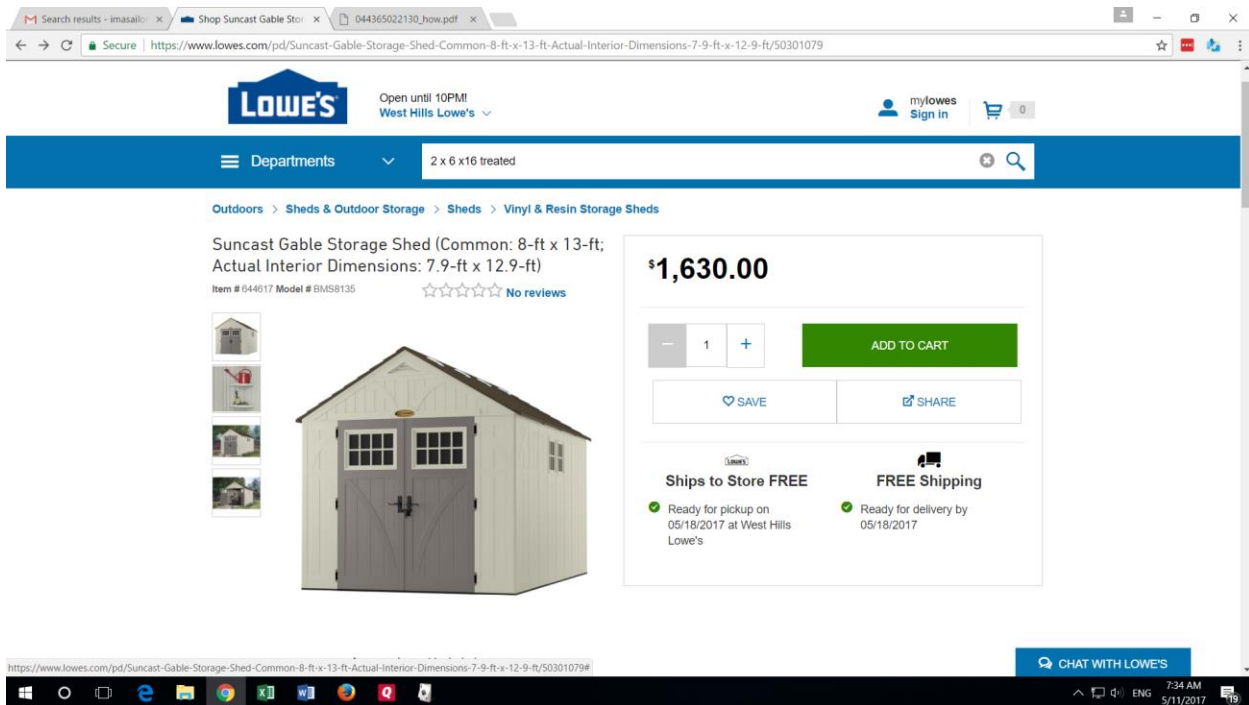 Search results - imasailo
Shop Suncast Gable Stor
044365022130_how.pdf
Secure | https://www.lowes.com/pd/Suncast-Gable-Storage-Shed-Common-8-ft-x-13-ft-Actual-Interior-Dimensions-7-9-ft-x-12-9-ft/50301079
LOWE'S
Open until 10PM!
West Hills Lowe's
mylowes
Sign in
0
Departments
2 x 6 x16 treated
Outdoors > Sheds & Outdoor Storage > Sheds > Vinyl & Resin Storage Sheds
Suncast Gable Storage Shed (Common: 8-ft x 13-ft;
Actual Interior Dimensions: 7.9-ft x 12.9-ft)
Item # 644617 Model # BMS8135
No reviews
$1,630.00
− 1 +
ADD TO CART
SAVE
SHARE
LOWE'S
Ships to Store FREE
Ready for pickup on
05/18/2017 at West Hills
Lowe's
FREE Shipping
Ready for delivery by
05/18/2017
https://www.lowes.com/pd/Suncast-Gable-Storage-Shed-Common-8-ft-x-13-ft-Actual-Interior-Dimensions-7-9-ft-x-12-9-ft/50301079#
CHAT WITH LOWE'S
ENG
7:34 AM
5/11/2017
19